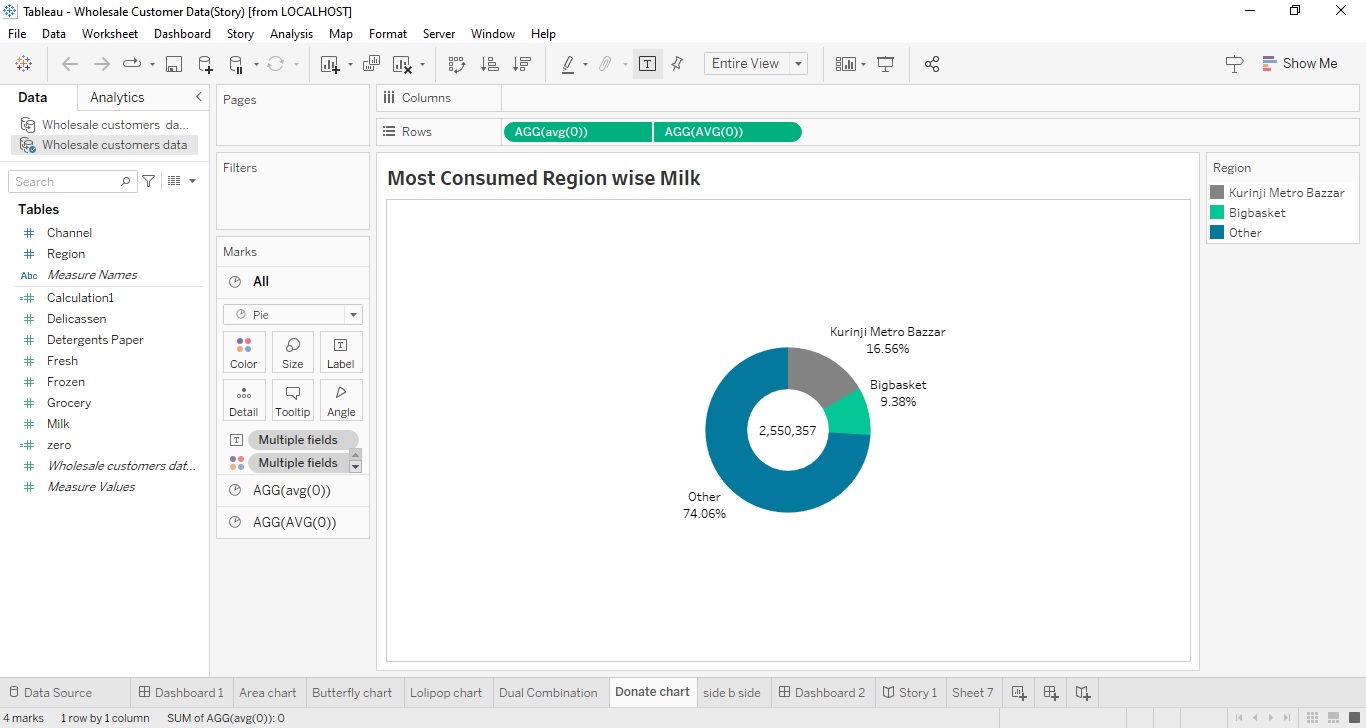 Tableau - Wholesale Customer Data(Story) [from LOCALHOST]
File Data Worksheet Dashboard Story Analysis Map Format Server Window Help
Entire View
Show Me
Data
Analytics
Wholesale customers da...
Wholesale customers data
Search
Tables
Channel
Region
Abc Measure Names
Calculation1
Delicassen
Detergents Paper
Fresh
Frozen
Grocery
Milk
zero
Wholesale customers dat...
Measure Values
Pages
Filters
Marks
All
Pie
Color Size Label
Detail Tooltip Angle
Multiple fields
Multiple fields
AGG(avg(0))
AGG(AVG(0))
Columns
Rows
AGG(avg(0)) AGG(AVG(0))
Most Consumed Region wise Milk
Kurinji Metro Bazzar
16.56%
Bigbasket
9.38%
2,550,357
Other
74.06%
Region
Kurinji Metro Bazzar
Bigbasket
Other
Data Source Dashboard 1 Area chart Butterfly chart Lolipop chart Dual Combination Donate chart side b side Dashboard 2 Story 1 Sheet 7
4 marks 1 row by 1 column SUM of AGG(avg(0)): 0